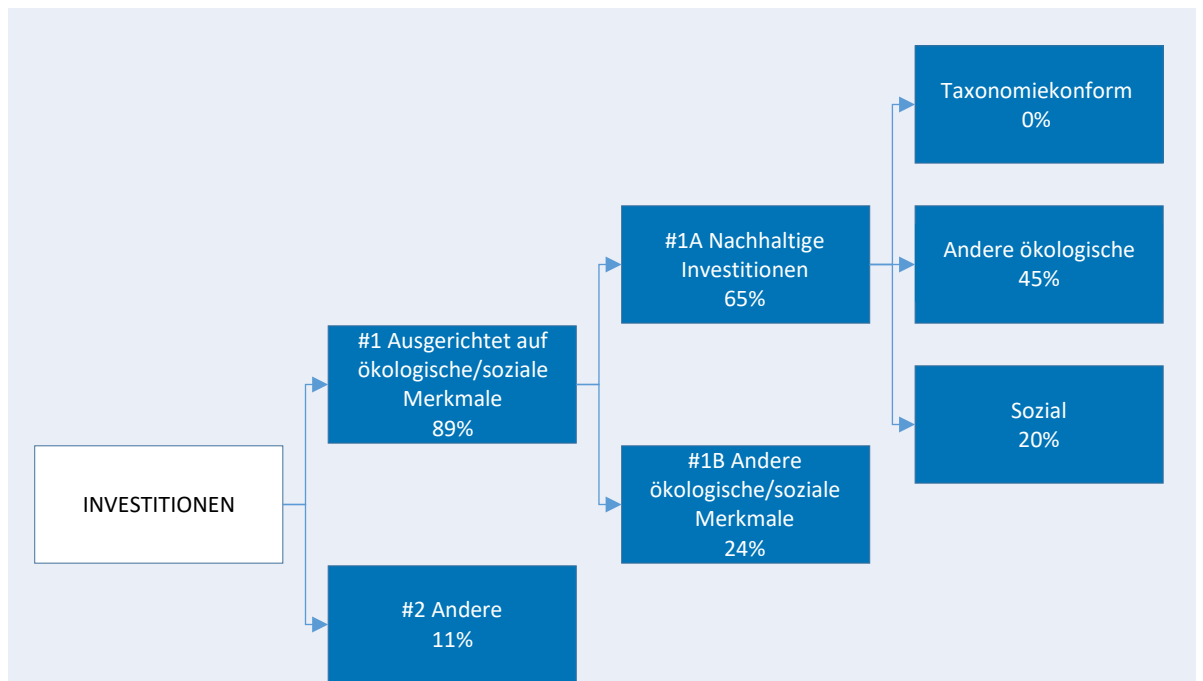 INVESTITIONEN
#1 Ausgerichtet auf
ökologische/soziale
Merkmale
89%
#2 Andere
11%
#1A Nachhaltige
Investitionen
65%
#1B Andere
ökologische/soziale
Merkmale
24%
Taxonomiekonform
0%
Andere ökologische
45%
Sozial
20%